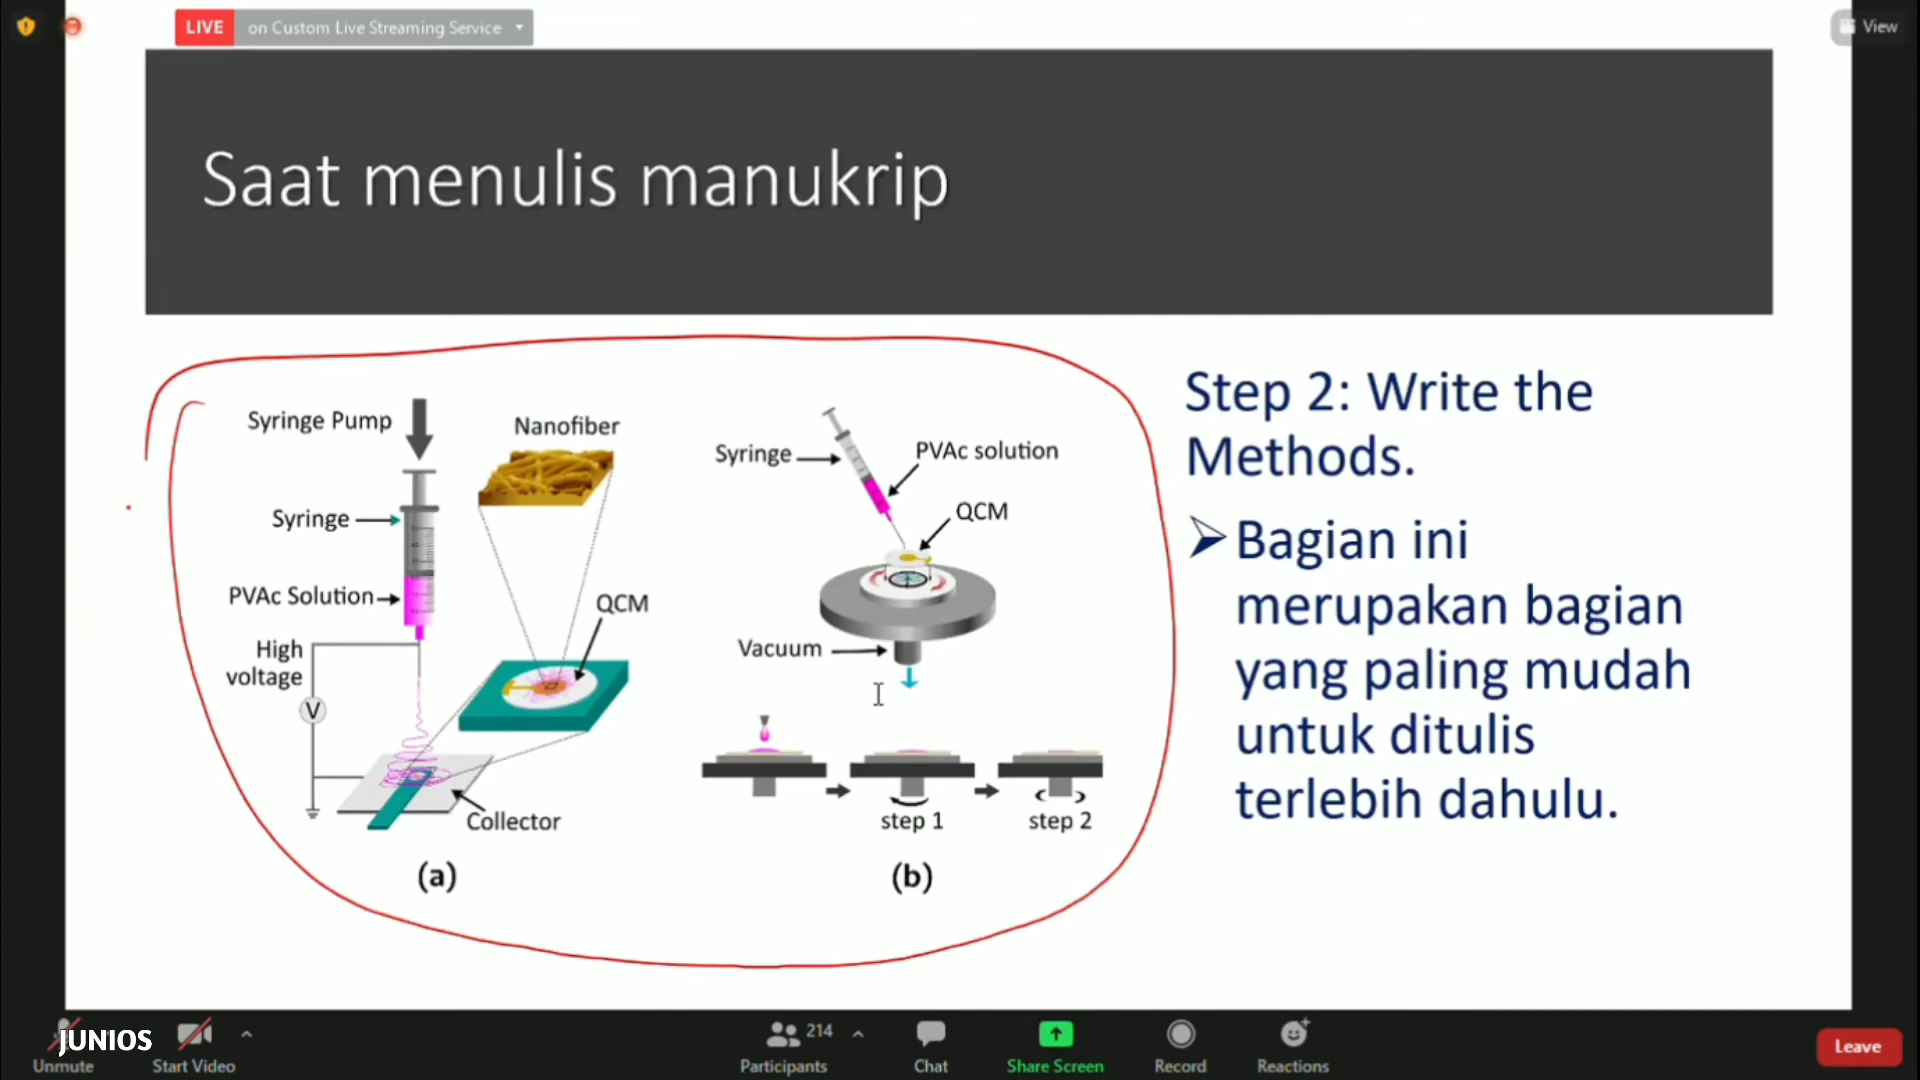 LIVE on Custom Live Streaming Service
View
Saat menulis manukrip
Syringe Pump
Nanofiber
Syringe
PVAc Solution
QCM
High
voltage
V
Collector
(a)
Syringe
PVAc solution
QCM
Vacuum
step 1
step 2
(b)
Step 2: Write the
Methods.
Bagian ini
merupakan bagian
yang paling mudah
untuk ditulis
terlebih dahulu.
JUNIOS
Unmute
Start Video
214
Participants
Chat
Share Screen
Record
Reactions
Leave